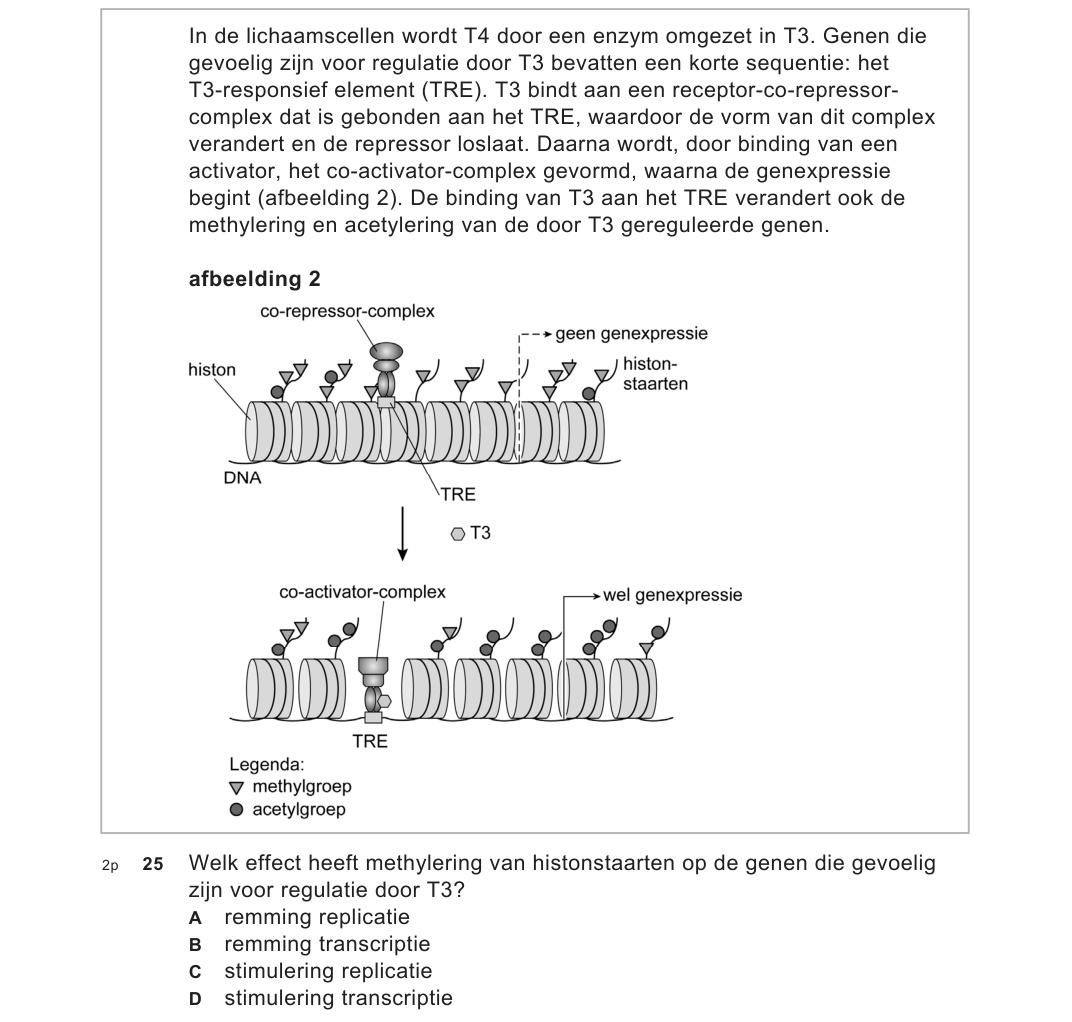 In de lichaamscellen wordt T4 door een enzym omgezet in T3. Genen die
gevoelig zijn voor regulatie door T3 bevatten een korte sequentie: het
T3-responsief element (TRE). T3 bindt aan een receptor-co-repressor-
complex dat is gebonden aan het TRE, waardoor de vorm van dit complex
verandert en de repressor loslaat. Daarna wordt, door binding van een
activator, het co-activator-complex gevormd, waarna de genexpressie
begint (afbeelding 2). De binding van T3 aan het TRE verandert ook de
methylering en acetylering van de door T3 gereguleerde genen.
afbeelding 2
co-repressor-complex
geen genexpressie
histon
histon-
staarten
DNA
TRE
T3
co-activator-complex
wel genexpressie
TRE
Legenda:
methylgroep
acetylgroep
2p 25 Welk effect heeft methylering van histonstaarten op de genen die gevoelig
zijn voor regulatie door T3?
A remming replicatie
B remming transcriptie
C stimulering replicatie
D stimulering transcriptie